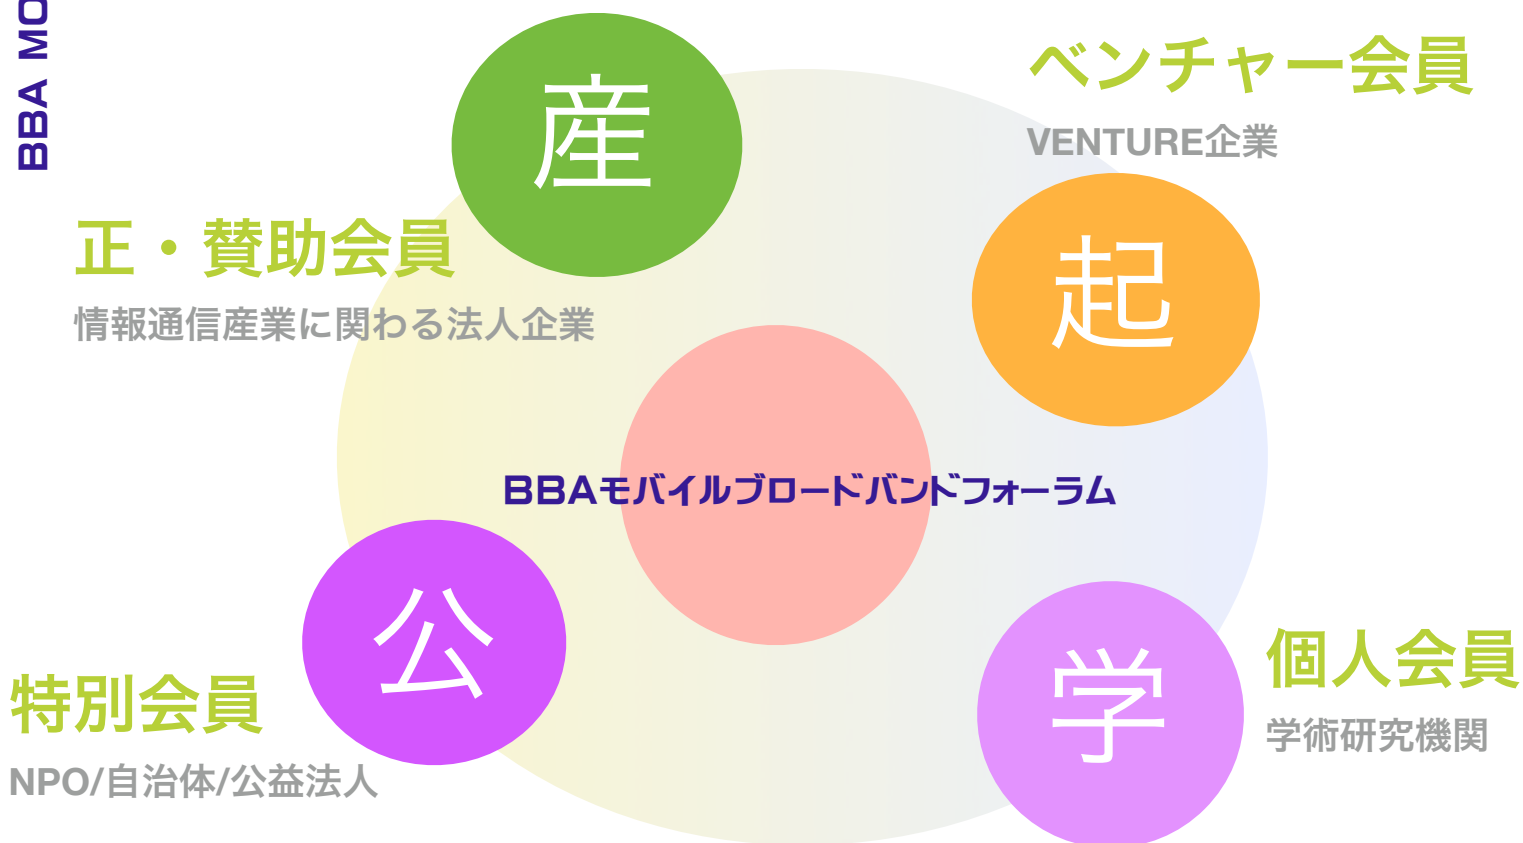 BBA MO
産
ベンチャー会員
VENTURE企業
正・賛助会員
情報通信産業に関わる法人企業
起
BBAモバイルブロードバンドフォーラム
公
特別会員
NPO/自治体/公益法人
学
個人会員
学術研究機関